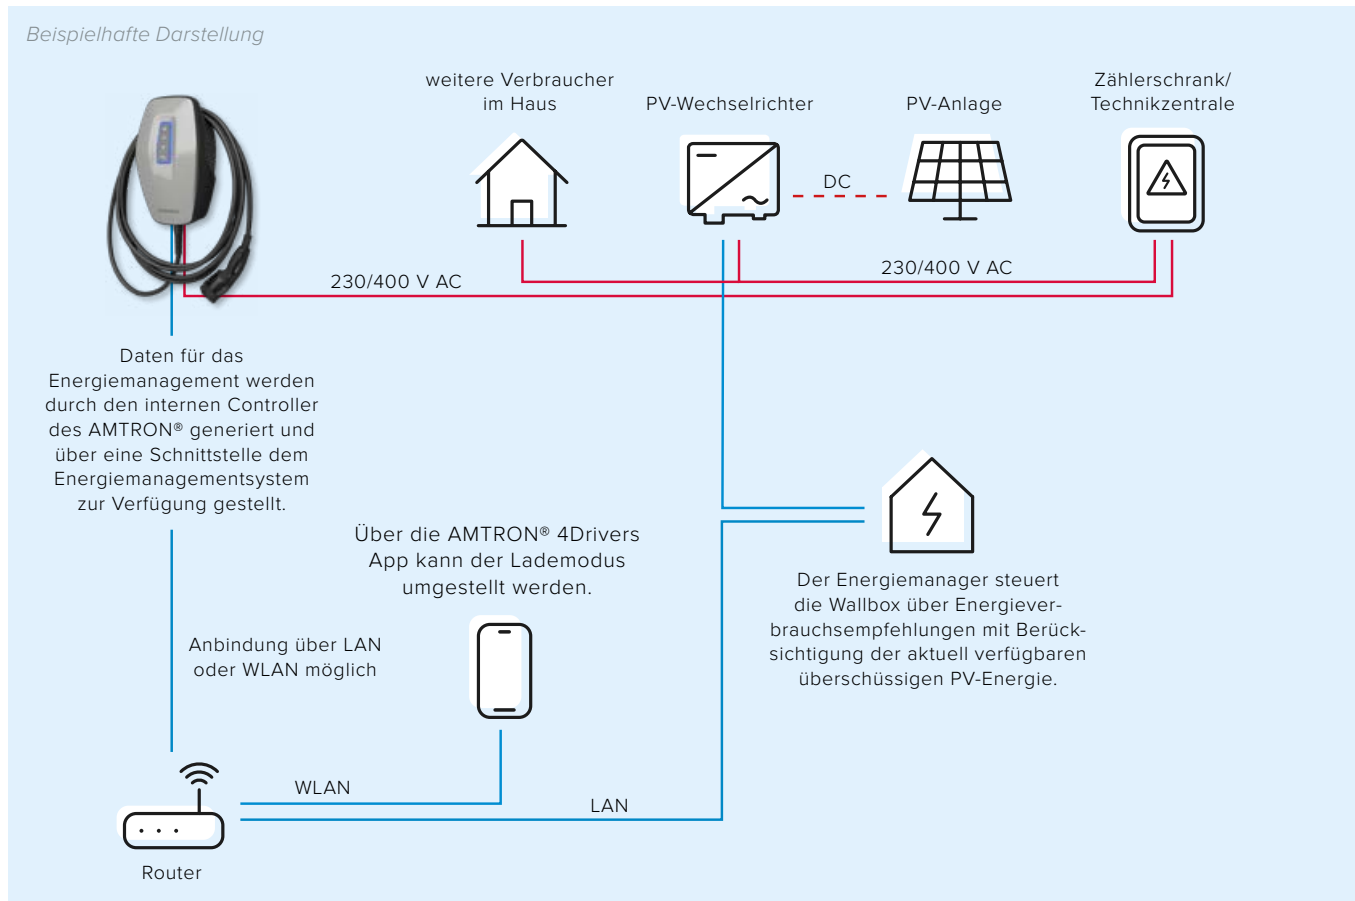 Beispielhafte Darstellung
weitere Verbraucher
im Haus
PV-Wechselrichter
PV-Anlage
Zählerschrank/
Technikzentrale
DC
230/400 V AC
230/400 V AC
Daten für das
Energiemanagement werden
durch den internen Controller
des AMTRON® generiert und
über eine Schnittstelle dem
Energiemanagementsystem
zur Verfügung gestellt.
Über die AMTRON® 4Drivers
App kann der Lademodus
umgestellt werden.
Der Energiemanager steuert
die Wallbox über Energiever-
brauchsempfehlungen mit Berück-
sichtigung der aktuell verfügbaren
überschüssigen PV-Energie.
Anbindung über LAN
oder WLAN möglich
WLAN
LAN
Router